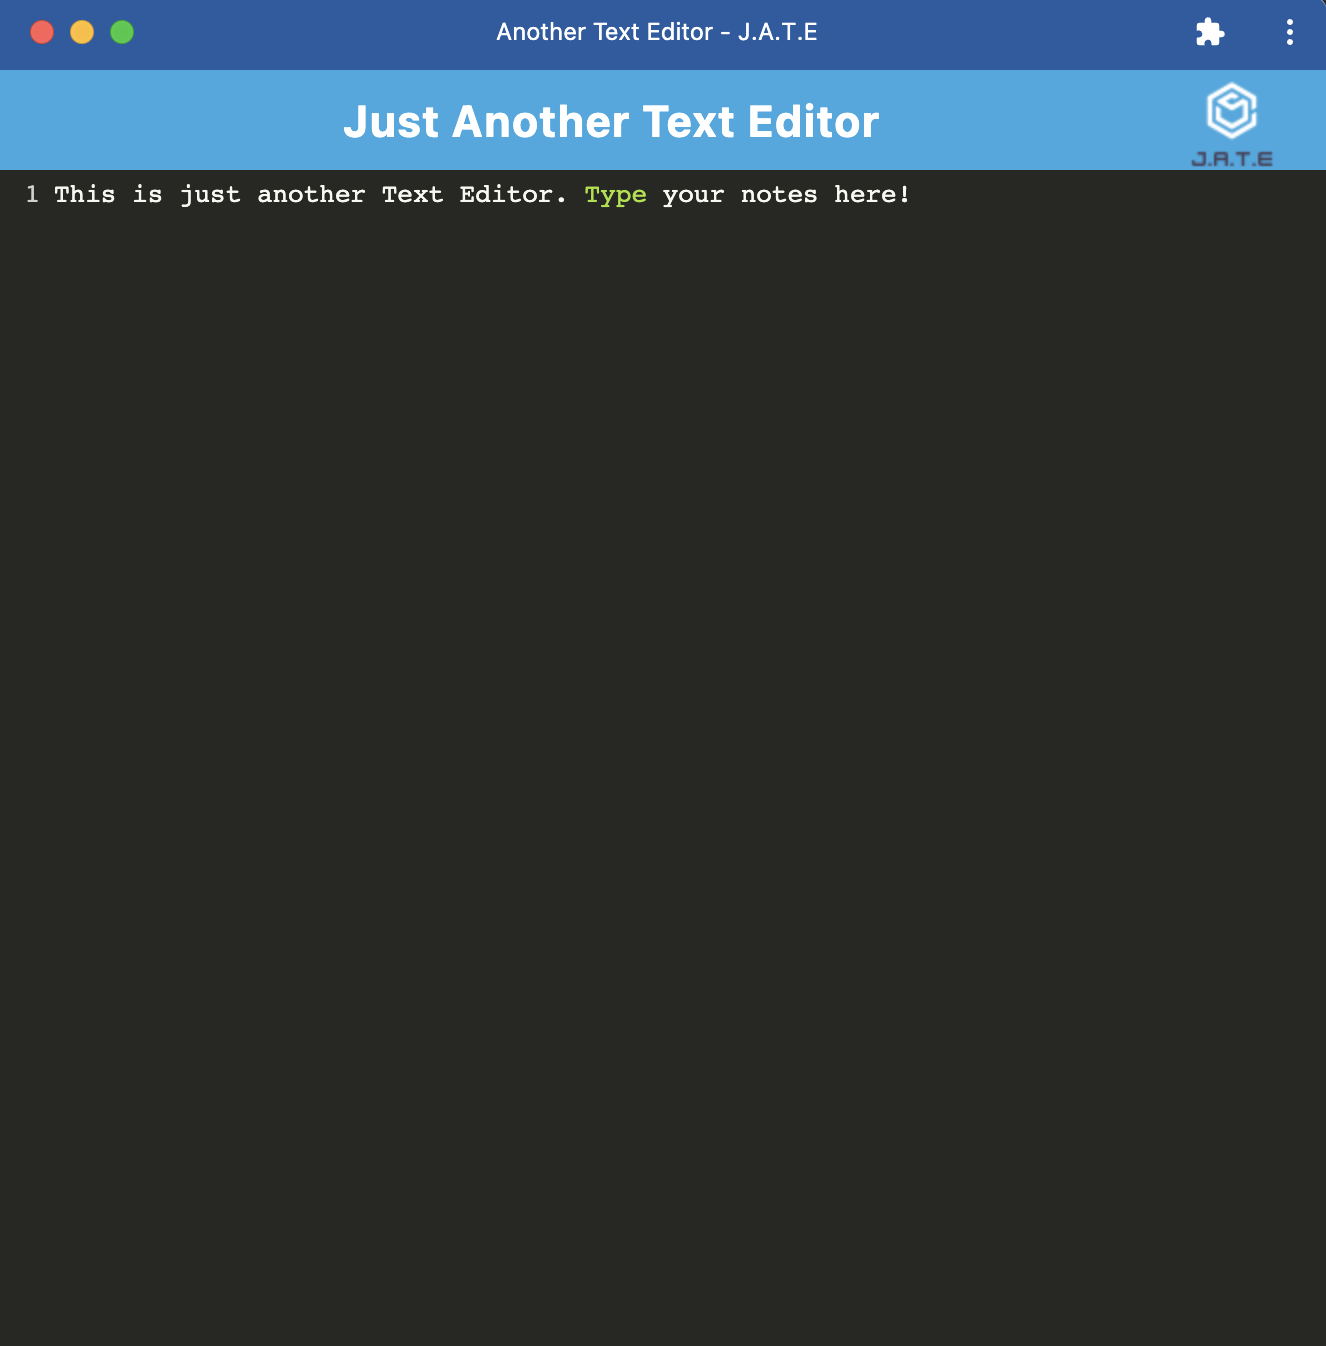 Another Text Editor – J.A.T.E
Just Another Text Editor
J.A.T.E
1 This is just another Text Editor. Type your notes here!